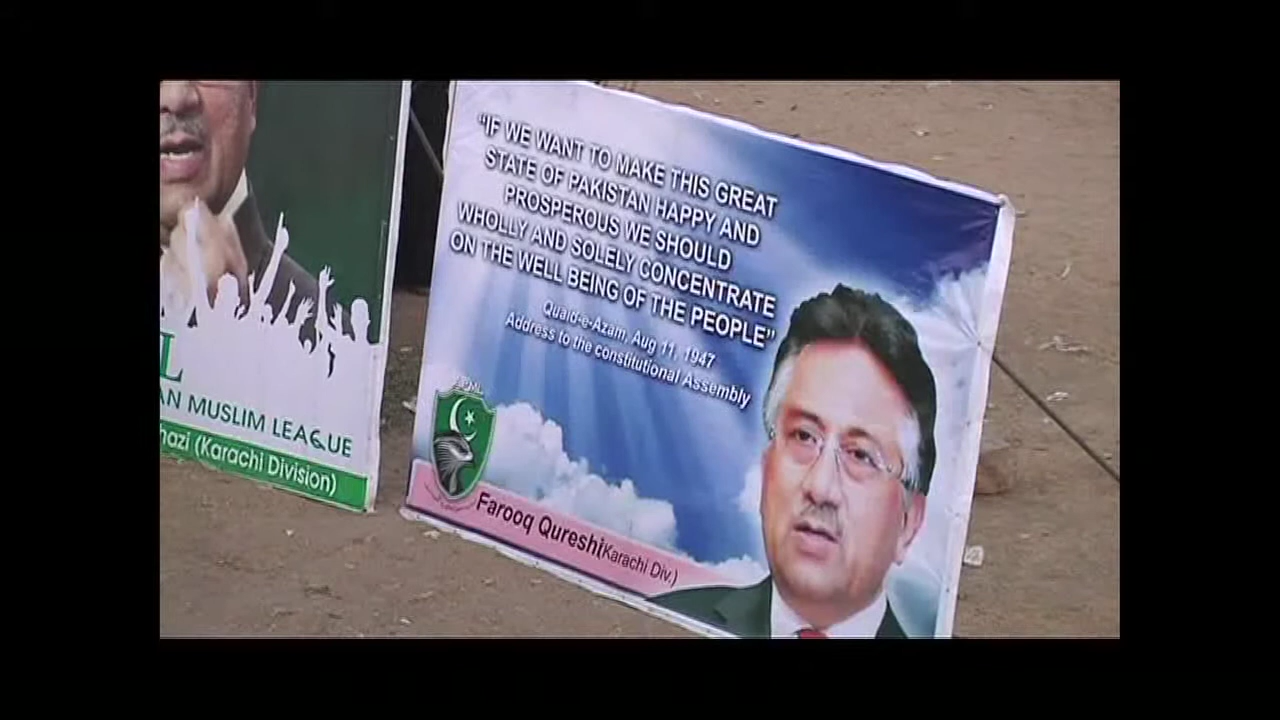 "IF WE WANT TO MAKE THIS GREAT
STATE OF PAKISTAN HAPPY AND
PROSPEROUS WE SHOULD
WHOLLY AND SOLELY CONCENTRATE
ON THE WELL BEING OF THE PEOPLE"
Quaid-e-Azam, Aug 11, 1947
Address to the constitutional Assembly
APML
Farooq Qureshi (Karachi Div.)
L
AN MUSLIM LEAGUE
hazi (Karachi Division)